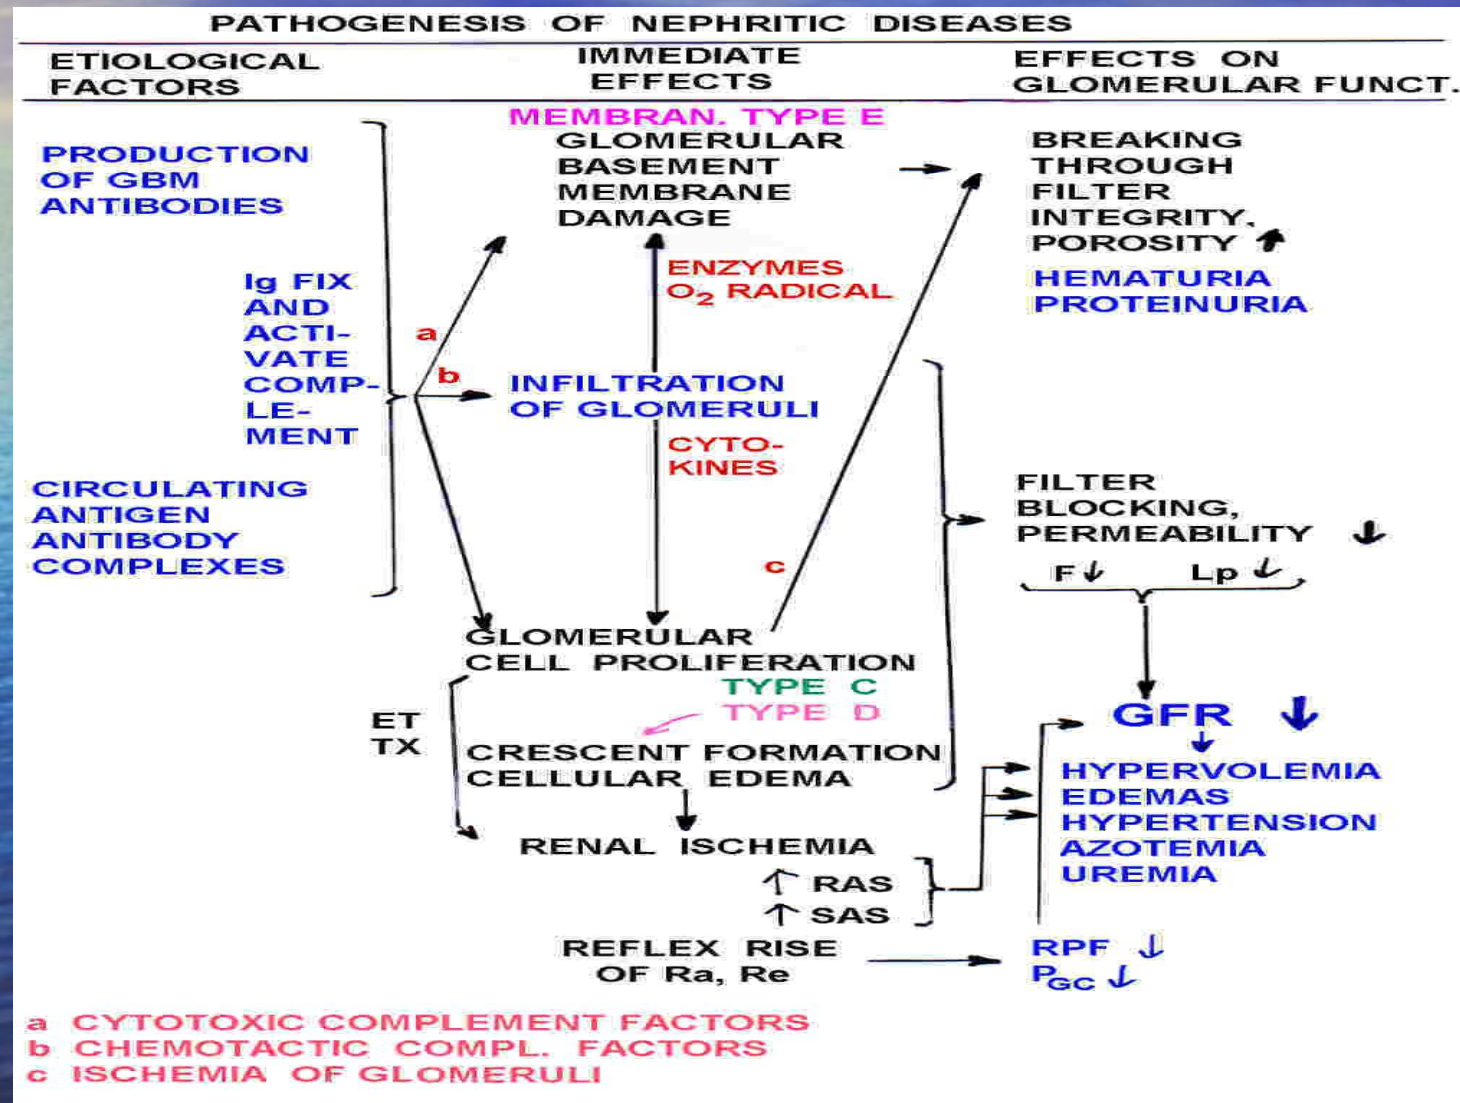 PATHOGENESIS OF NEPHRITIC DISEASES
ETIOLOGICAL
FACTORS
IMMEDIATE
EFFECTS
EFFECTS ON
GLOMERULAR FUNCT.
PRODUCTION
OF GBM
ANTIBODIES
Ig FIX
AND
ACTI-
VATE
COMP-
LE-
MENT
CIRCULATING
ANTIGEN
ANTIBODY
COMPLEXES
a
b
MEMBRAN. TYPE E
GLOMERULAR
BASEMENT
MEMBRANE
DAMAGE
ENZYMES
O₂ RADICAL
INFILTRATION
OF GLOMERULI
CYTO-
KINES
c
GLOMERULAR
CELL PROLIFERATION
TYPE C
TYPE D
ET
TX
CRESCENT FORMATION
CELLULAR EDEMA
RENAL ISCHEMIA
↑ RAS
↑ SAS
REFLEX RISE
OF Ra, Re
BREAKING
THROUGH
FILTER
INTEGRITY.
POROSITY ↑
HEMATURIA
PROTEINURIA
FILTER
BLOCKING,
PERMEABILITY ↓
F↓ Lp ↓
GFR ↓
HYPERVOLEMIA
EDEMAS
HYPERTENSION
AZOTEMIA
UREMIA
RPF ↓
PGC ↓
a CYTOTOXIC COMPLEMENT FACTORS
b CHEMOTACTIC COMPL. FACTORS
c ISCHEMIA OF GLOMERULI